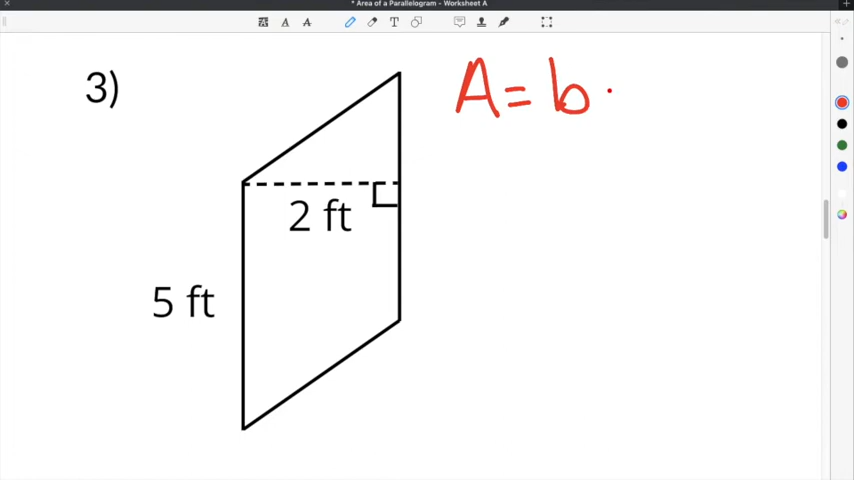 * Area of a Parallelogram - Worksheet A
3)
A = b ·
2 ft
5 ft